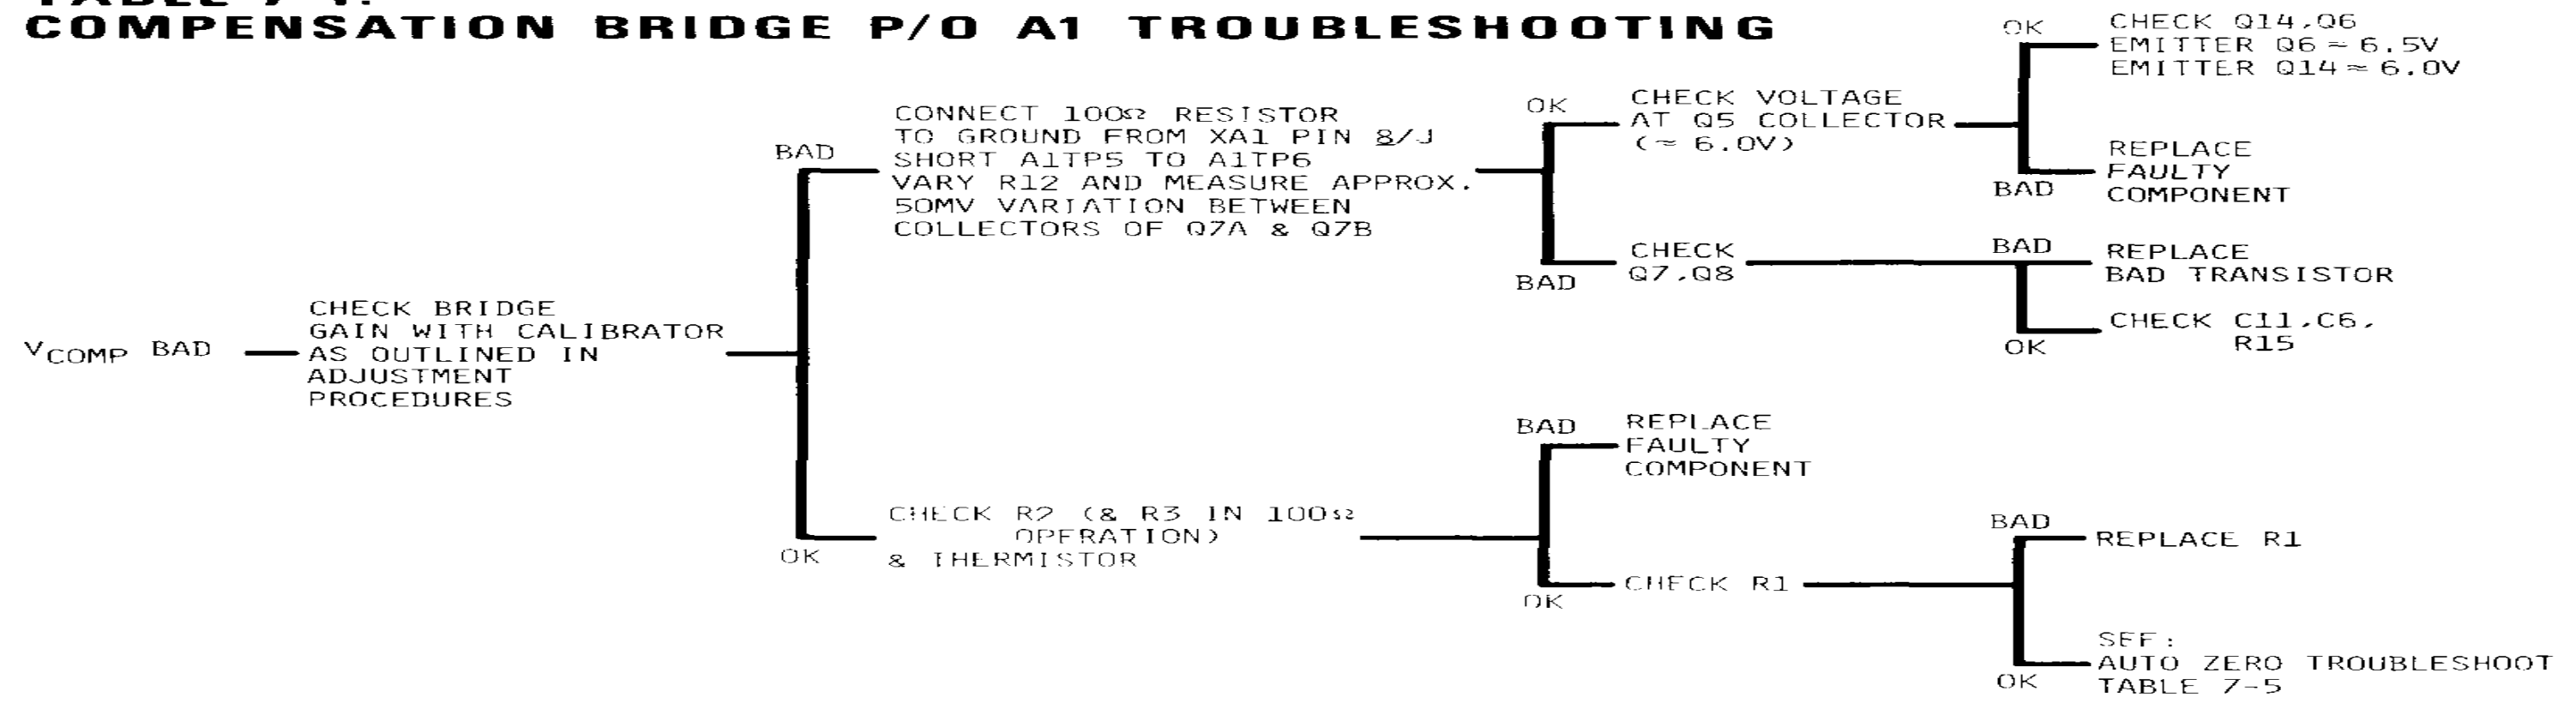 COMPENSATION BRIDGE P/O A1 TROUBLESHOOTING
VCOMP BAD
CHECK BRIDGE
GAIN WITH CALIBRATOR
AS OUTLINED IN
ADJUSTMENT
PROCEDURES
BAD
CONNECT 100Ω RESISTOR
TO GROUND FROM XA1 PIN 8/J
SHORT A1TP5 TO A1TP6
VARY R12 AND MEASURE APPROX.
50MV VARIATION BETWEEN
COLLECTORS OF Q7A & Q7B
OK
CHECK VOLTAGE
AT Q5 COLLECTOR
(≈ 6.0V)
OK
CHECK Q14,Q6
EMITTER Q6 ≈ 6.5V
EMITTER Q14 ≈ 6.0V
BAD
REPLACE
FAULTY
COMPONENT
BAD
CHECK
Q7,Q8
BAD
REPLACE
BAD TRANSISTOR
OK
CHECK C11,C6,
R15
OK
CHECK R2 (& R3 IN 100Ω
OPERATION)
& THERMISTOR
BAD
REPLACE
FAULTY
COMPONENT
OK
CHECK R1
BAD
REPLACE R1
OK
SEE:
AUTO ZERO TROUBLESHOOT
TABLE 7-5